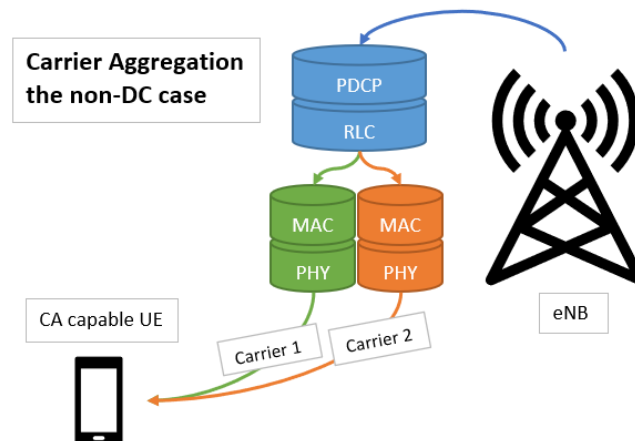 Carrier Aggregation
the non-DC case
PDCP
RLC
MAC
MAC
PHY
PHY
eNB
CA capable UE
Carrier 1
Carrier 2